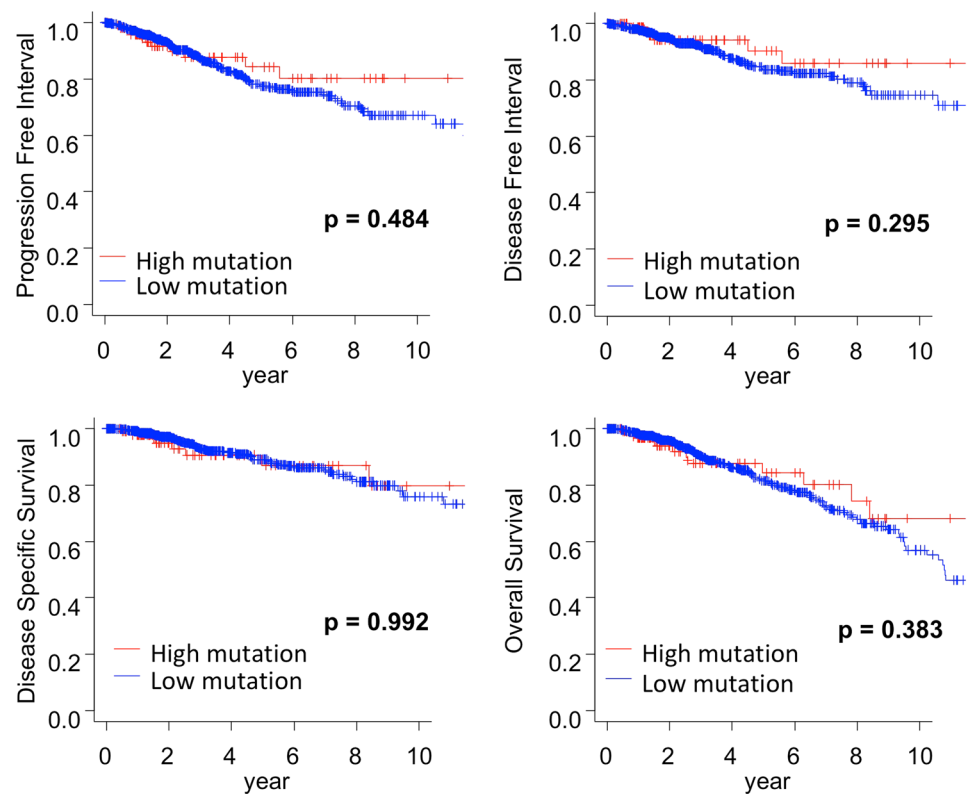 Progression Free Interval
1.0
0.8
0.6
0.4
0.2
0.0
p = 0.484
High mutation
Low mutation
0 2 4 6 8 10
year
Disease Free Interval
1.0
0.8
0.6
0.4
0.2
0.0
p = 0.295
High mutation
Low mutation
0 2 4 6 8 10
year
Disease Specific Survival
1.0
0.8
0.6
0.4
0.2
0.0
p = 0.992
High mutation
Low mutation
0 2 4 6 8 10
year
Overall Survival
1.0
0.8
0.6
0.4
0.2
0.0
p = 0.383
High mutation
Low mutation
0 2 4 6 8 10
year